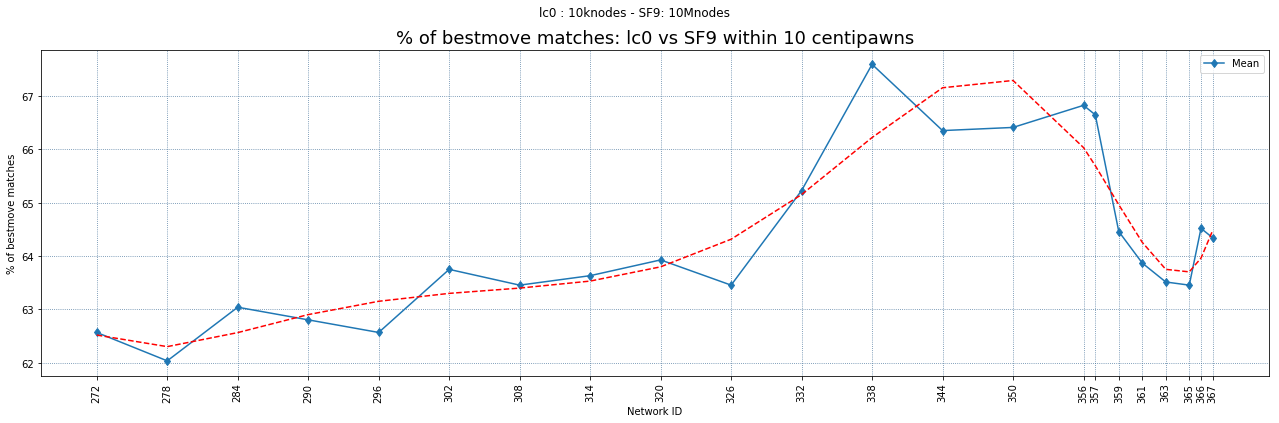 lc0 : 10knodes - SF9: 10Mnodes
% of bestmove matches: lc0 vs SF9 within 10 centipawns
Mean
% of bestmove matches
67
66
65
64
63
62
272 278 284 290 296 302 308 314 320 326 332 338 344 350 356 357 359 361 363 365 366 367
Network ID